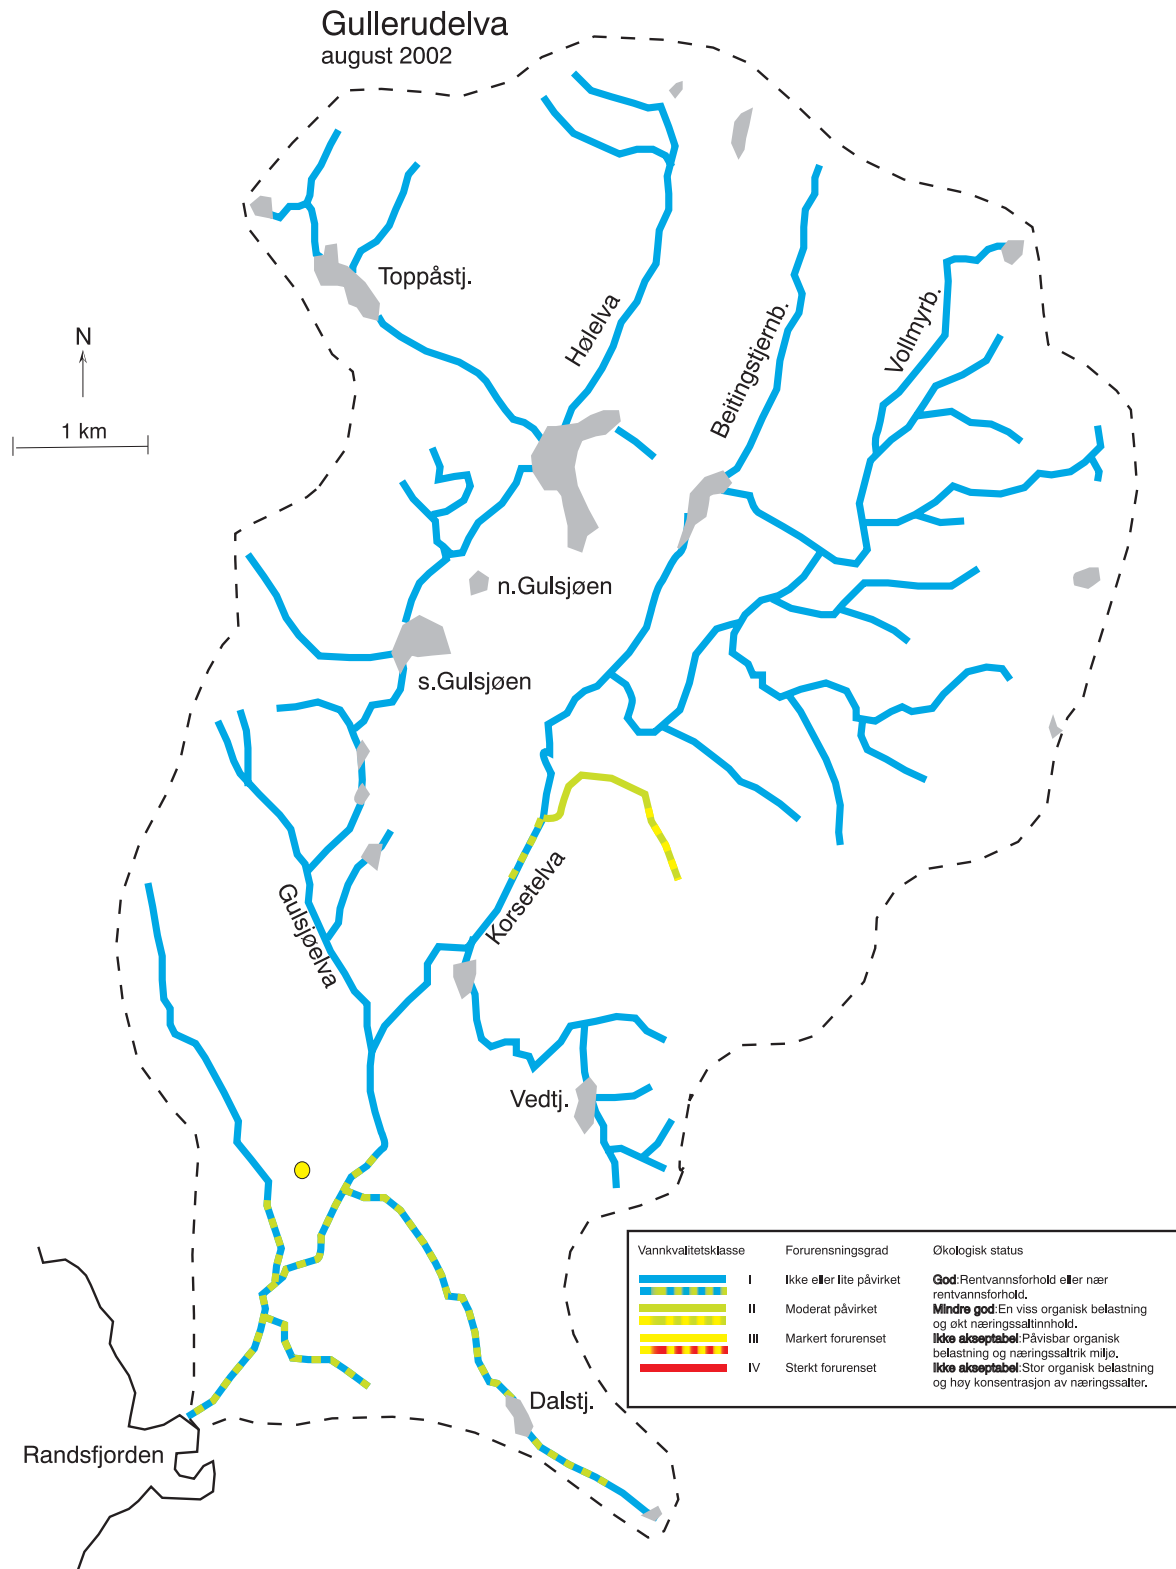 Gullerudelva
august 2002
Toppåstj.
Hølelva
Beitingstjernb.
Vollmyrb.
N
1 km
n.Gulsjøen
s.Gulsjøen
Gulsjøelva
Korsetelva
Vedtj.
Dalstj.
Randsfjorden
Vannkvalitetsklasse Forurensningsgrad Økologisk status
I Ikke eller lite påvirket God:Rentvannsforhold eller nær
rentvannsforhold.
II Moderat påvirket Mindre god:En viss organisk belastning
og økt næringssaltinnhold.
III Markert forurenset Ikke akseptabel:Påvisbar organisk
belastning og næringssaltrik miljø.
IV Sterkt forurenset Ikke akseptabel:Stor organisk belastning
og høy konsentrasjon av næringssalter.